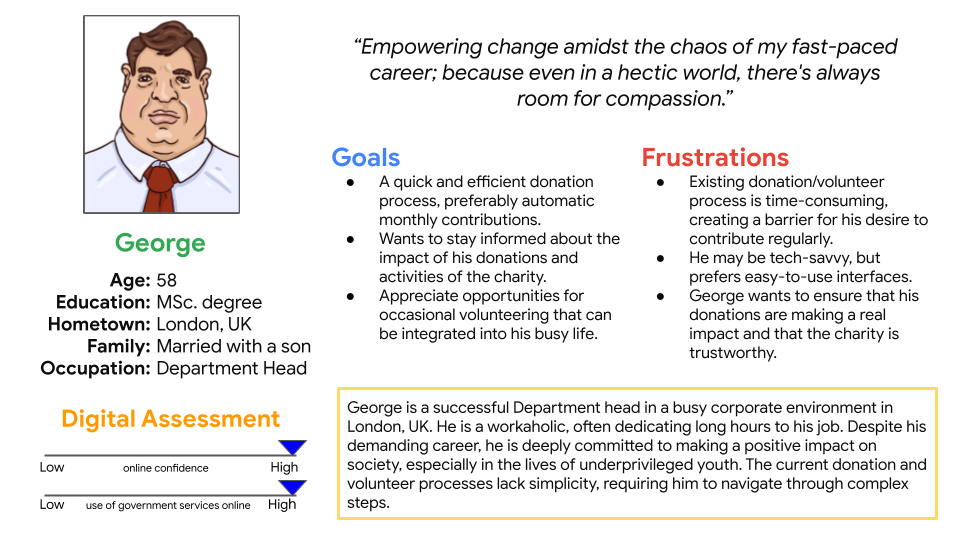 “Empowering change amidst the chaos of my fast-paced
career; because even in a hectic world, there's always
room for compassion.”
George
Age: 58
Education: MSc. degree
Hometown: London, UK
Family: Married with a son
Occupation: Department Head
Digital Assessment
Low online confidence High
Low use of government services online High
Goals
● A quick and efficient donation
process, preferably automatic
monthly contributions.
● Wants to stay informed about the
impact of his donations and
activities of the charity.
● Appreciate opportunities for
occasional volunteering that can
be integrated into his busy life.
Frustrations
● Existing donation/volunteer
process is time-consuming,
creating a barrier for his desire to
contribute regularly.
● He may be tech-savvy, but
prefers easy-to-use interfaces.
● George wants to ensure that his
donations are making a real
impact and that the charity is
trustworthy.
George is a successful Department head in a busy corporate environment in
London, UK. He is a workaholic, often dedicating long hours to his job. Despite his
demanding career, he is deeply committed to making a positive impact on
society, especially in the lives of underprivileged youth. The current donation and
volunteer processes lack simplicity, requiring him to navigate through complex
steps.